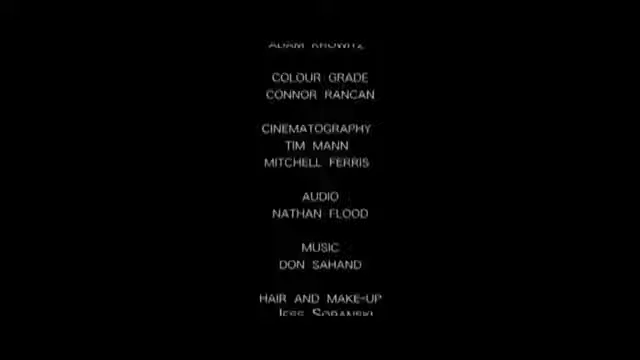 ADAM
COLOUR GRADE
CONNOR RANCAN
CINEMATOGRAPHY
TIM MANN
MITCHELL FERRIS
AUDIO
NATHAN FLOOD
MUSIC
DON SAHAND
HAIR AND MAKE-UP